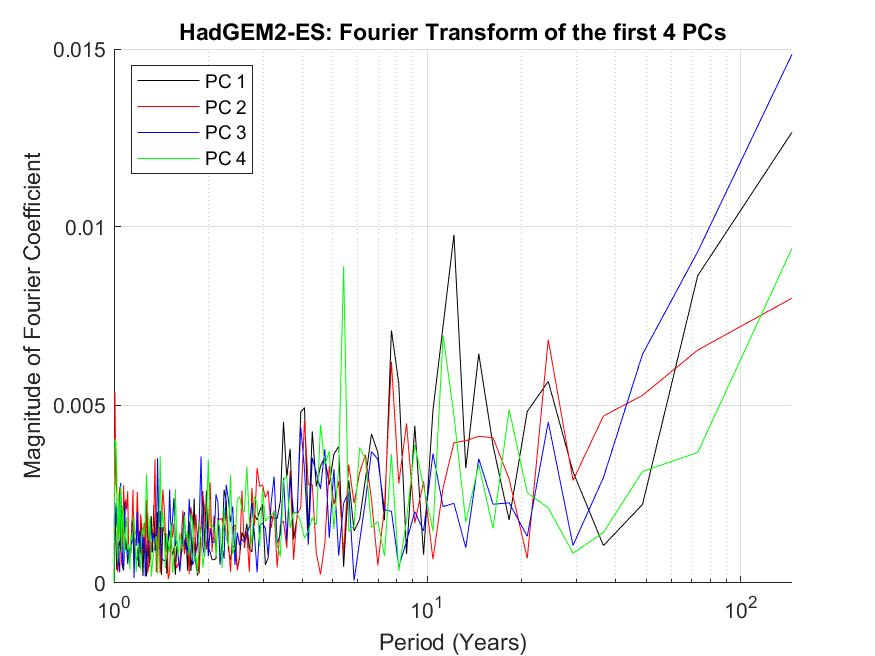 HadGEM2-ES: Fourier Transform of the first 4 PCs
0.015
0.01
0.005
0
Magnitude of Fourier Coefficient
PC 1
PC 2
PC 3
PC 4
10^0 10^1 10^2
Period (Years)